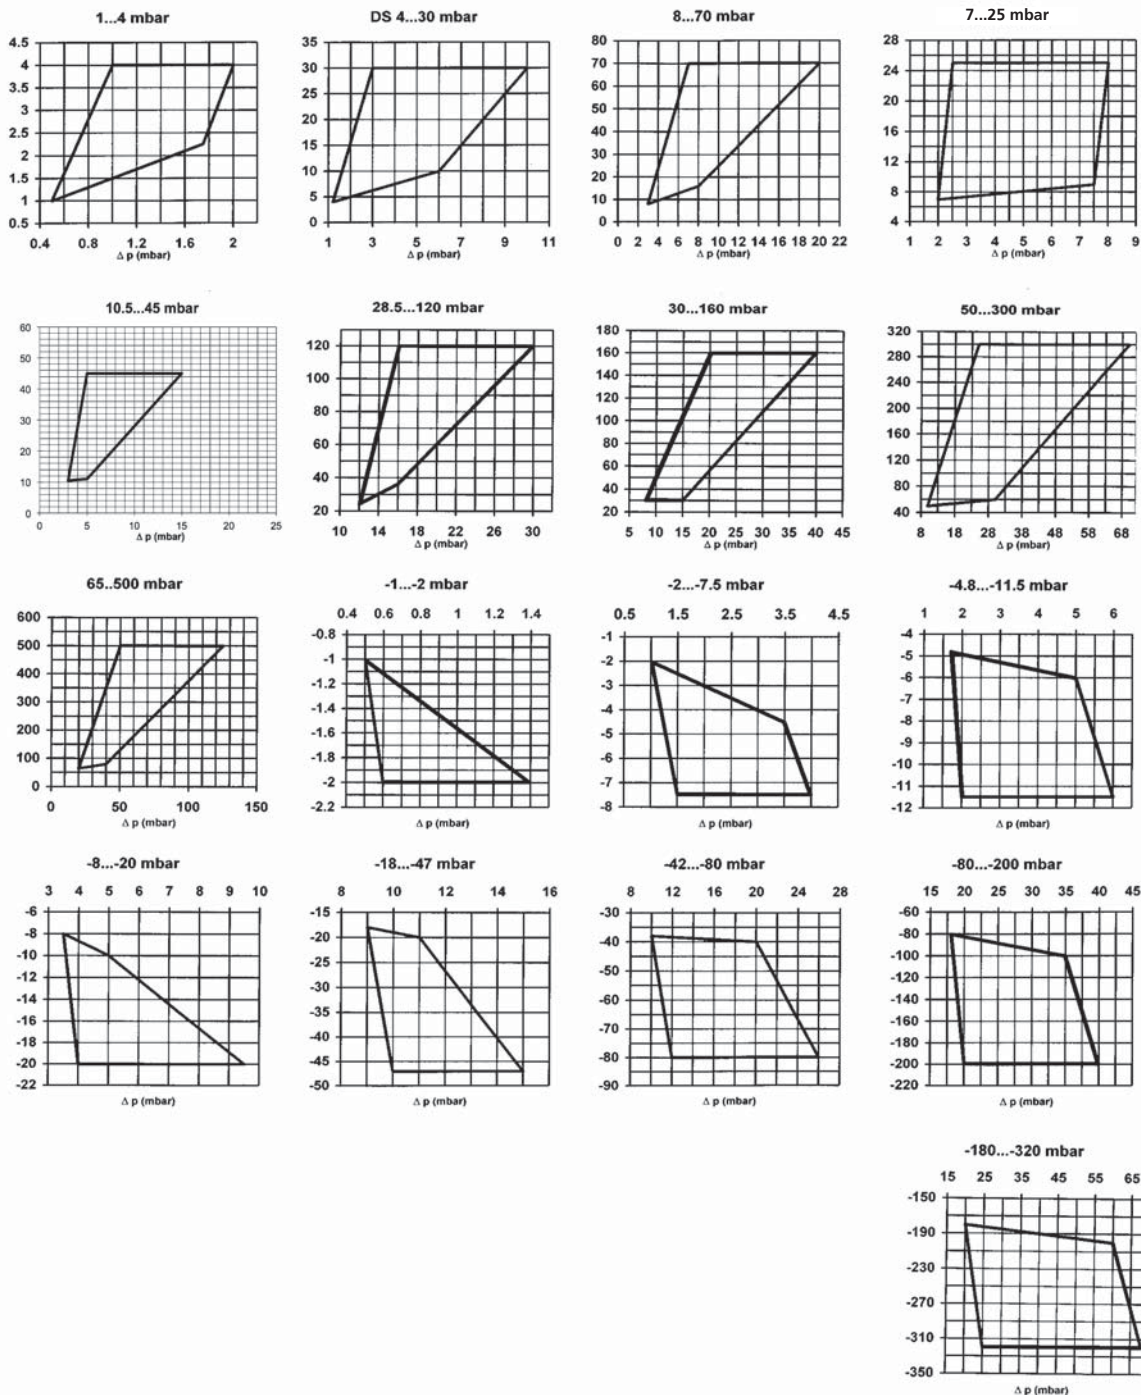 1...4 mbar
4.5
4
3.5
3
2.5
2
1.5
1
0.5
0.4 0.8 1.2 1.6 2
Δ p (mbar)
DS 4...30 mbar
35
30
25
20
15
10
5
0
1 3 5 7 9 11
Δ p (mbar)
8...70 mbar
80
70
60
50
40
30
20
10
0
0 2 4 6 8 10 12 14 16 18 20 22
Δ p (mbar)
7...25 mbar
28
24
20
16
12
8
4
1 2 3 4 5 6 7 8 9
Δ p (mbar)
10.5...45 mbar
60
50
40
30
20
10
0
0 5 10 15 20 25
Δ p (mbar)
28.5...120 mbar
120
100
80
60
40
20
10 14 18 22 26 30
Δ p (mbar)
30...160 mbar
180
160
140
130
110
80
70
50
30
5 10 15 20 25 30 35 40 45
Δ p (mbar)
50...300 mbar
320
280
240
200
160
120
80
40
8 18 28 38 48 58 68
Δ p (mbar)
65..500 mbar
600
500
400
300
200
100
0
0 50 100 150
Δ p (mbar)
-1...-2 mbar
0.4 0.6 0.8 1 1.2 1.4
-0.8
-1
-1.2
-1.4
-1.6
-1.8
-2
-2.2
Δ p (mbar)
-2...-7.5 mbar
0.5 1.5 2.5 3.5 4.5
-1
-2
-3
-4
-5
-6
-7
-8
Δ p (mbar)
-4.8...-11.5 mbar
1 2 3 4 5 6
-4
-5
-6
-7
-8
-9
-10
-11
-12
Δ p (mbar)
-8...-20 mbar
3 4 5 6 7 8 9 10
-6
-8
-10
-12
-14
-16
-18
-20
-22
Δ p (mbar)
-18...-47 mbar
8 10 12 14 16
-15
-20
-25
-30
-35
-40
-45
-50
Δ p (mbar)
-42...-80 mbar
8 12 16 20 24 28
-30
-40
-50
-60
-70
-80
-90
Δ p (mbar)
-80...-200 mbar
15 20 25 30 35 40 45
-60
-80
-100
-120
-140
-160
-180
-200
-220
Δ p (mbar)
-180...-320 mbar
15 25 35 45 55 65
-150
-190
-230
-270
-310
-350
Δ p (mbar)